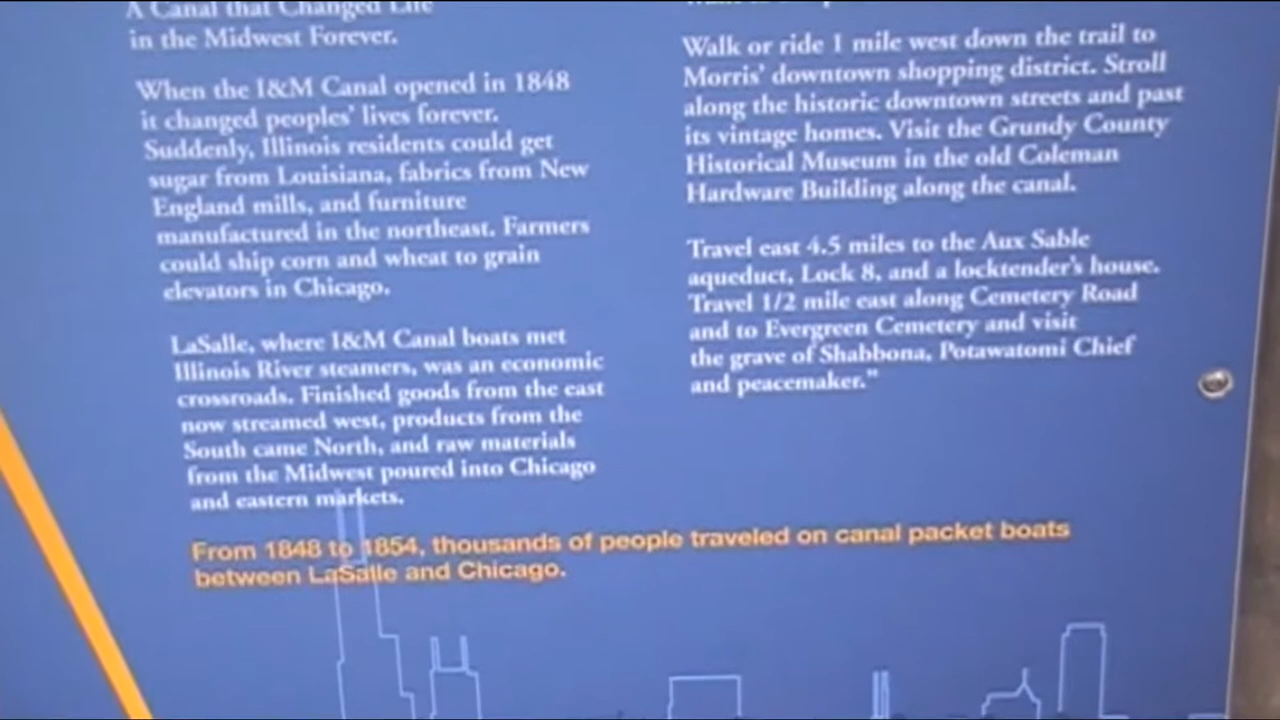 A Canal that Changed Life
in the Midwest Forever.
When the I&M Canal opened in 1848
it changed peoples' lives forever.
Suddenly, Illinois residents could get
sugar from Louisiana, fabrics from New
England mills, and furniture
manufactured in the northeast. Farmers
could ship corn and wheat to grain
elevators in Chicago.
LaSalle, where I&M Canal boats met
Illinois River steamers, was an economic
crossroads. Finished goods from the east
now streamed west, products from the
South came North, and raw materials
from the Midwest poured into Chicago
and eastern markets.
From 1848 to 1854, thousands of people traveled on canal packet boats
between LaSalle and Chicago.
Walk or ride 1 mile west down the trail to
Morris' downtown shopping district. Stroll
along the historic downtown streets and past
its vintage homes. Visit the Grundy County
Historical Museum in the old Coleman
Hardware Building along the canal.
Travel east 4.5 miles to the Aux Sable
aqueduct, Lock 8, and a locktender's house.
Travel 1/2 mile east along Cemetery Road
and to Evergreen Cemetery and visit
the grave of Shabbona, Potawatomi Chief
and peacemaker."